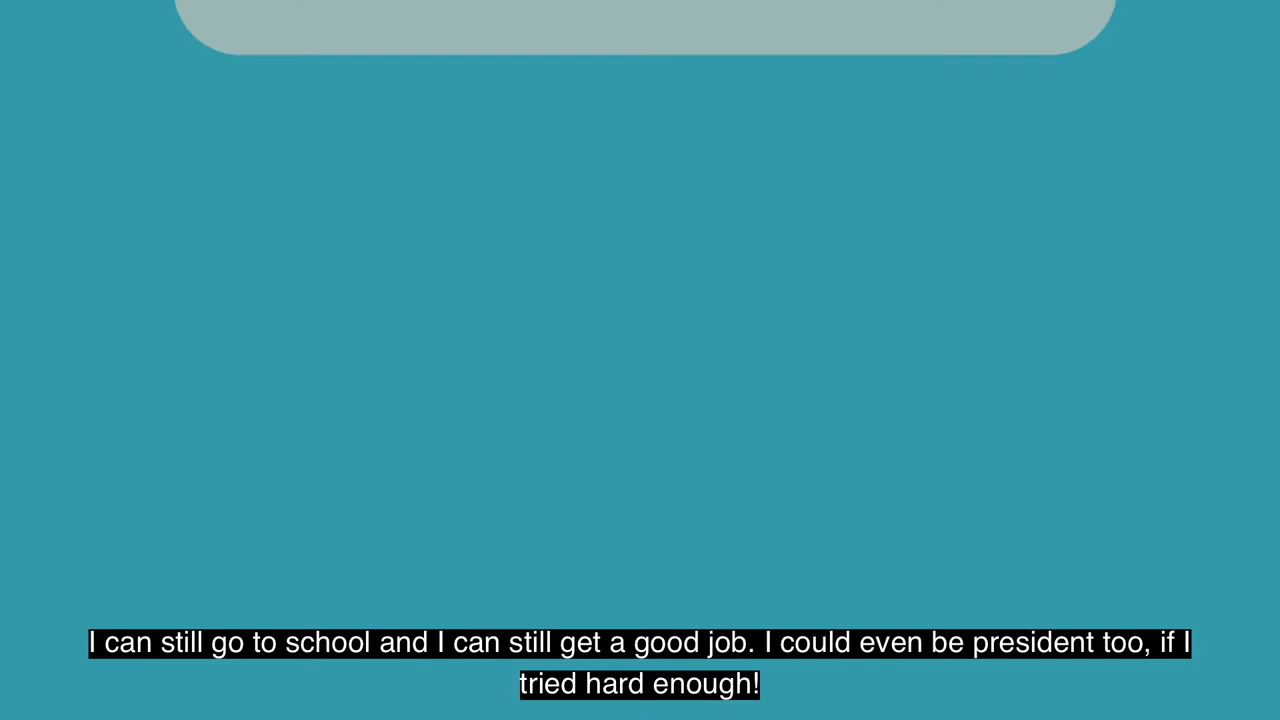 I can still go to school and I can still get a good job. I could even be president too, if I
tried hard enough!